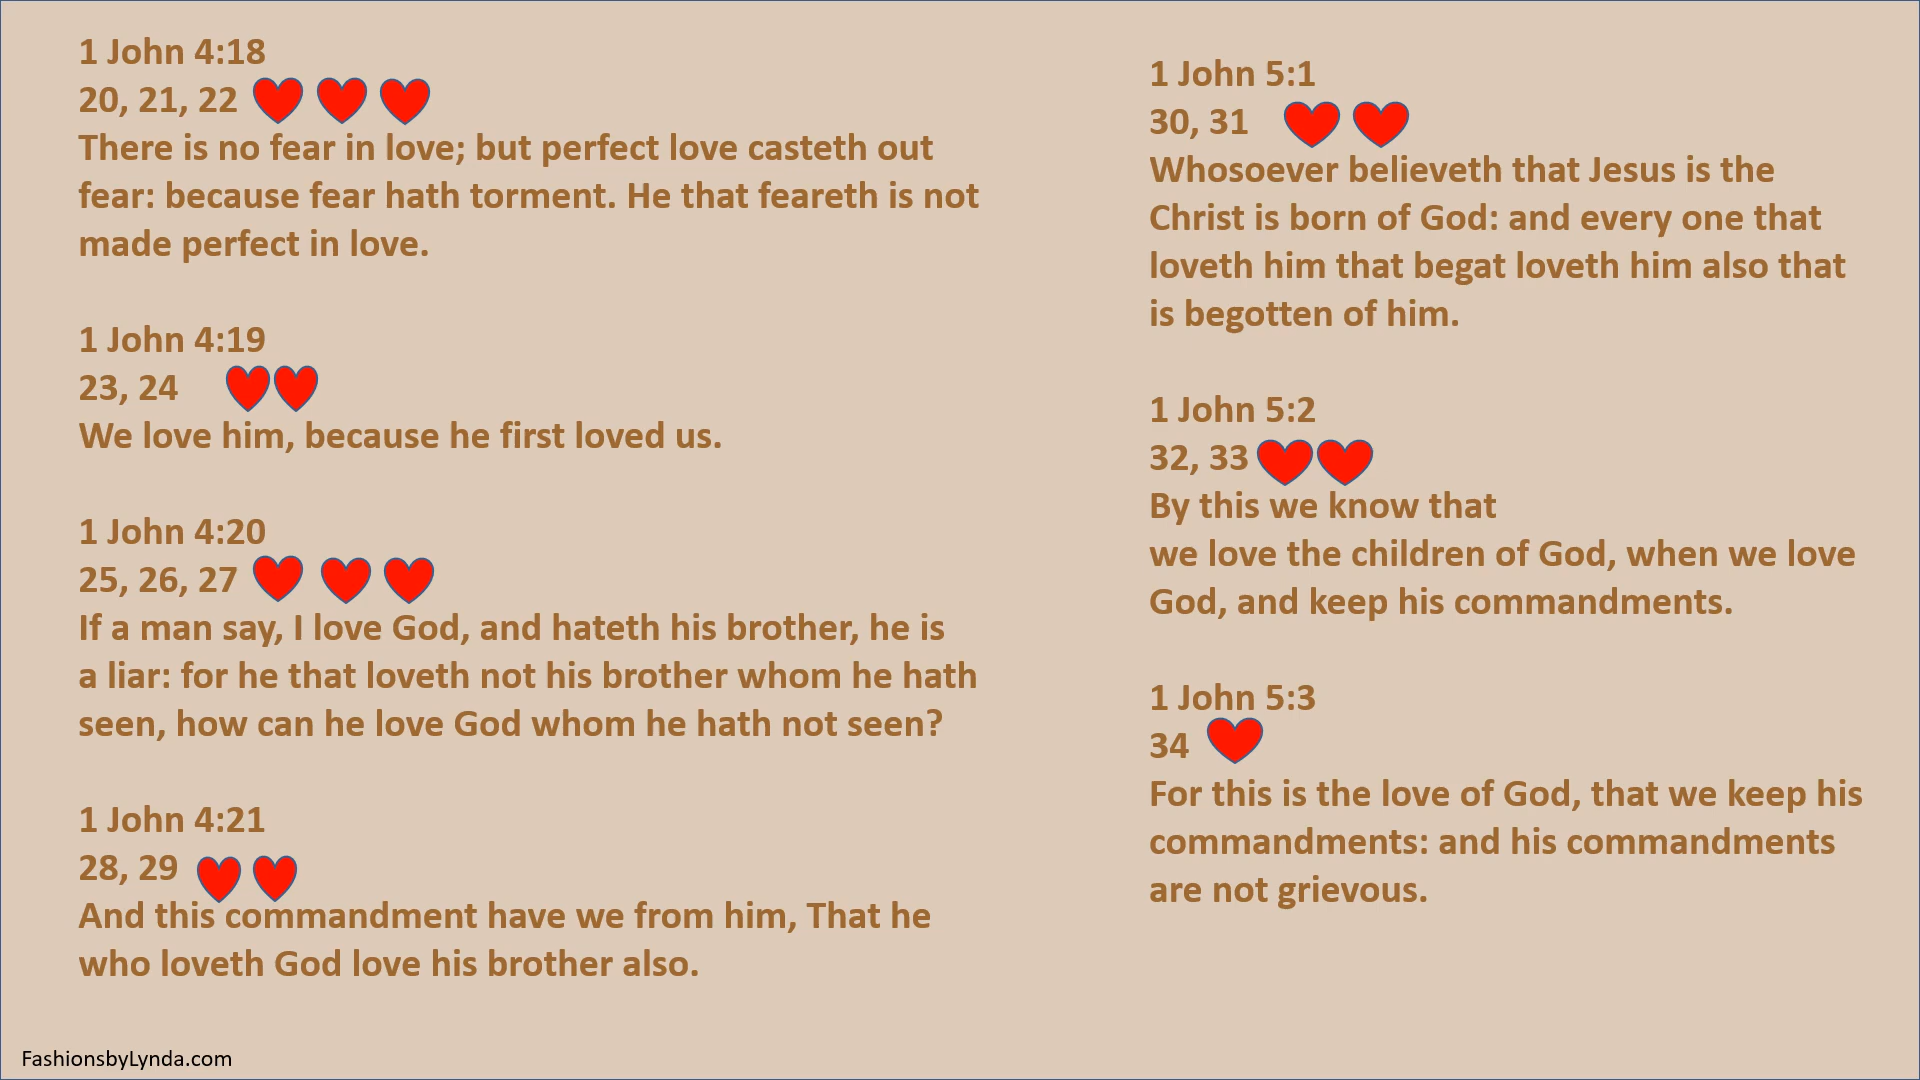 1 John 4:18
20, 21, 22
There is no fear in love; but perfect love casteth out
fear: because fear hath torment. He that feareth is not
made perfect in love.
1 John 4:19
23, 24
We love him, because he first loved us.
1 John 4:20
25, 26, 27
If a man say, I love God, and hateth his brother, he is
a liar: for he that loveth not his brother whom he hath
seen, how can he love God whom he hath not seen?
1 John 4:21
28, 29
And this commandment have we from him, That he
who loveth God love his brother also.
1 John 5:1
30, 31
Whosoever believeth that Jesus is the
Christ is born of God: and every one that
loveth him that begat loveth him also that
is begotten of him.
1 John 5:2
32, 33
By this we know that
we love the children of God, when we love
God, and keep his commandments.
1 John 5:3
34
For this is the love of God, that we keep his
commandments: and his commandments
are not grievous.
FashionsbyLynda.com